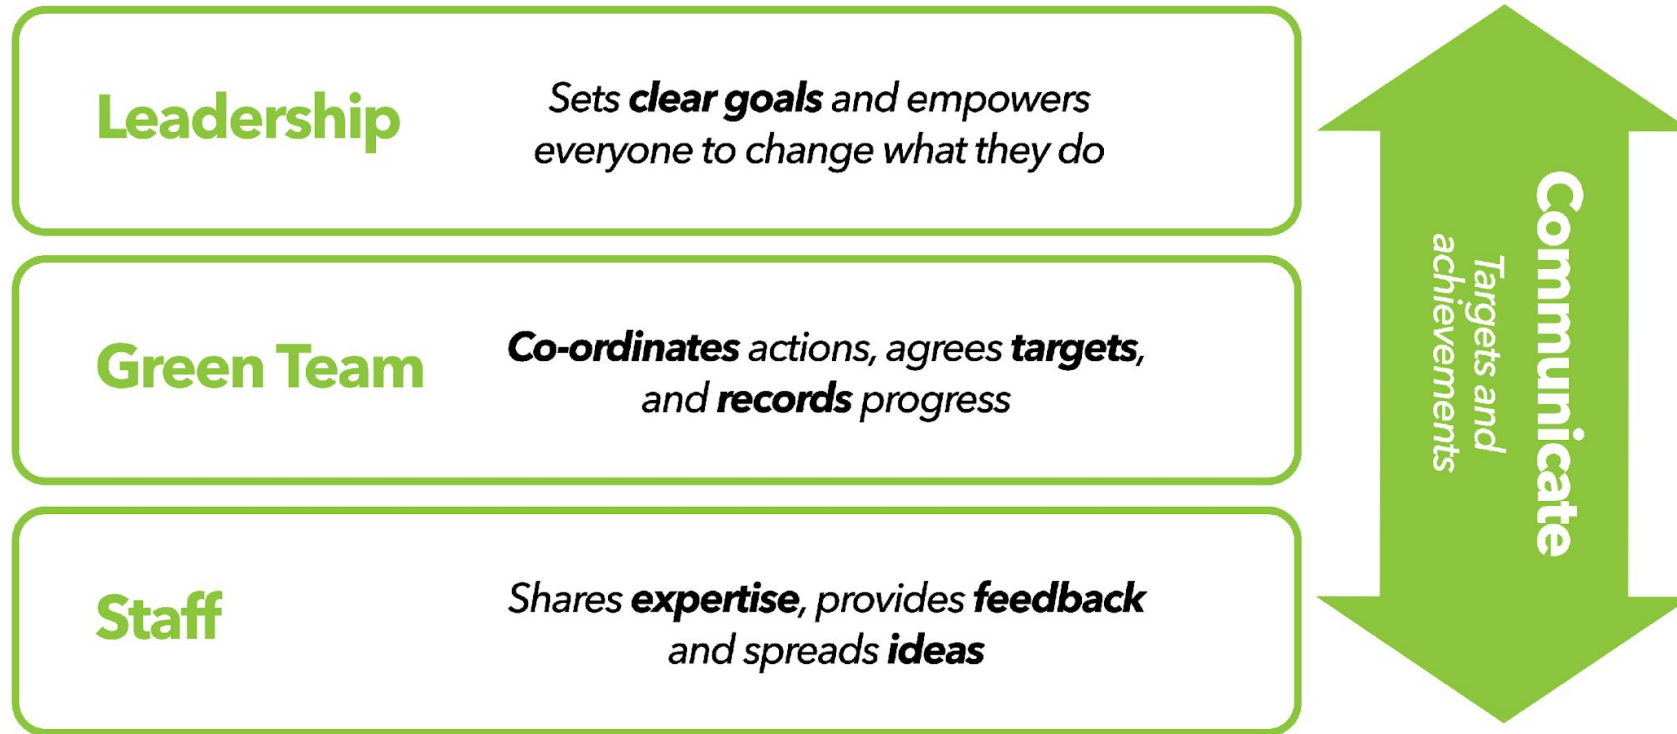 Leadership
Sets clear goals and empowers
everyone to change what they do
Green Team
Co-ordinates actions, agrees targets,
and records progress
Staff
Shares expertise, provides feedback
and spreads ideas
Communicate
Targets and
achievements